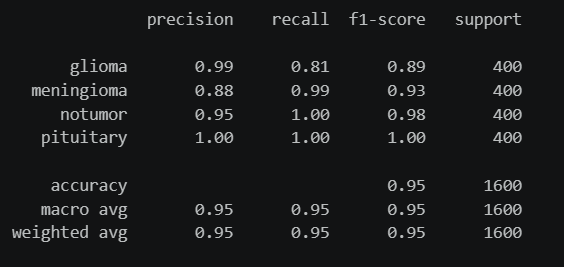 precision recall f1-score support
glioma 0.99 0.81 0.89 400
meningioma 0.88 0.99 0.93 400
notumor 0.95 1.00 0.98 400
pituitary 1.00 1.00 1.00 400
accuracy 0.95 1600
macro avg 0.95 0.95 0.95 1600
weighted avg 0.95 0.95 0.95 1600